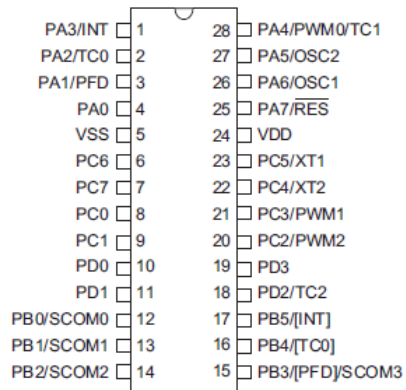 PA3/INT 1 28 PA4/PWM0/TC1
PA2/TC0 2 27 PA5/OSC2
PA1/PFD 3 26 PA6/OSC1
PA0 4 25 PA7/RES
VSS 5 24 VDD
PC6 6 23 PC5/XT1
PC7 7 22 PC4/XT2
PC0 8 21 PC3/PWM1
PC1 9 20 PC2/PWM2
PD0 10 19 PD3
PD1 11 18 PD2/TC2
PB0/SCOM0 12 17 PB5/[INT]
PB1/SCOM1 13 16 PB4/[TC0]
PB2/SCOM2 14 15 PB3/[PFD]/SCOM3